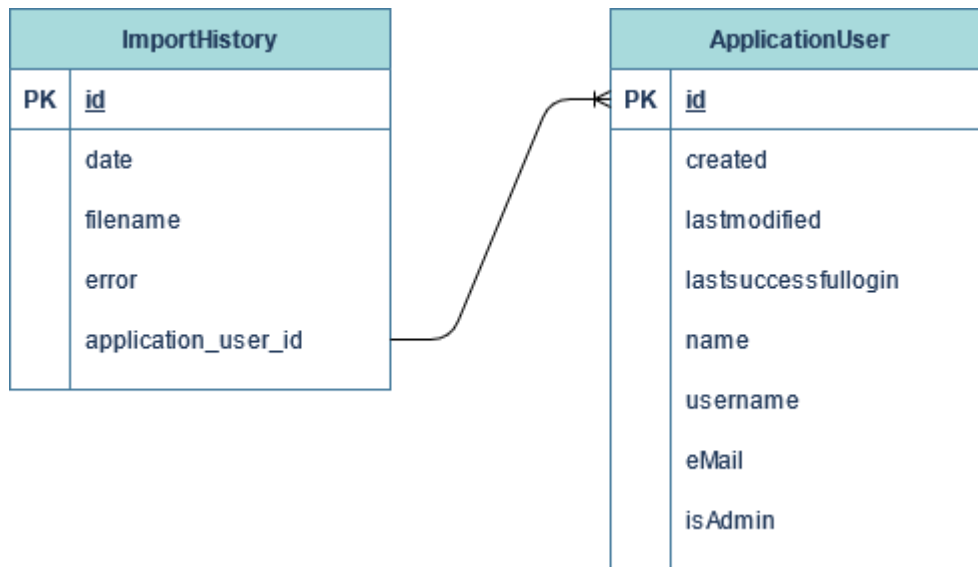 ImportHistory
PK id
date
filename
error
application_user_id
ApplicationUser
PK id
created
lastmodified
lastsuccessfullogin
name
username
eMail
isAdmin